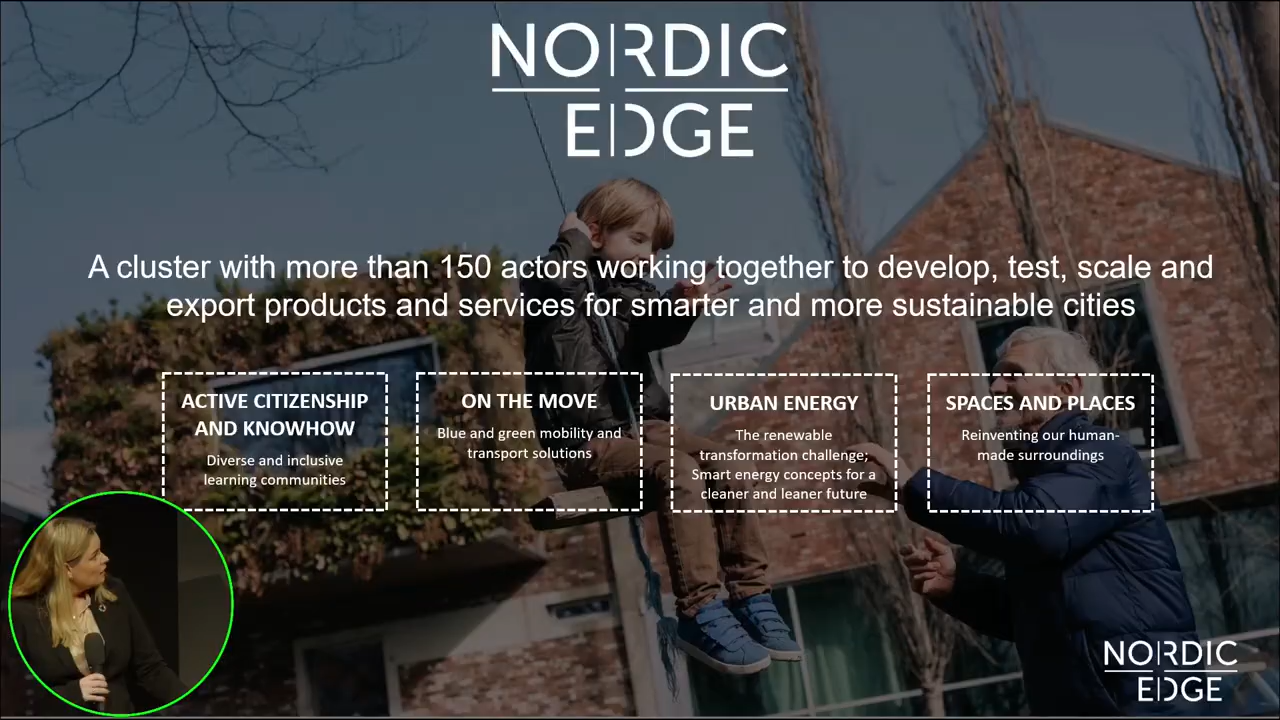 NORDIC
EDGE
A cluster with more than 150 actors working together to develop, test, scale and
export products and services for smarter and more sustainable cities
ACTIVE CITIZENSHIP
AND KNOWHOW
Diverse and inclusive
learning communities
ON THE MOVE
Blue and green mobility and
transport solutions
URBAN ENERGY
The renewable
transformation challenge;
Smart energy concepts for a
cleaner and leaner future
SPACES AND PLACES
Reinventing our human-
made surroundings
NORDIC
EDGE